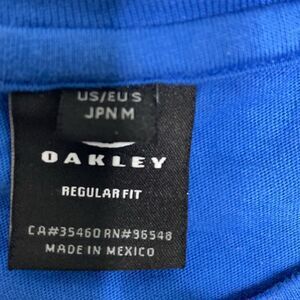 US/EU S
JPN M
OAKLEY
REGULAR FIT
CA#35460 RN#96548
MADE IN MEXICO